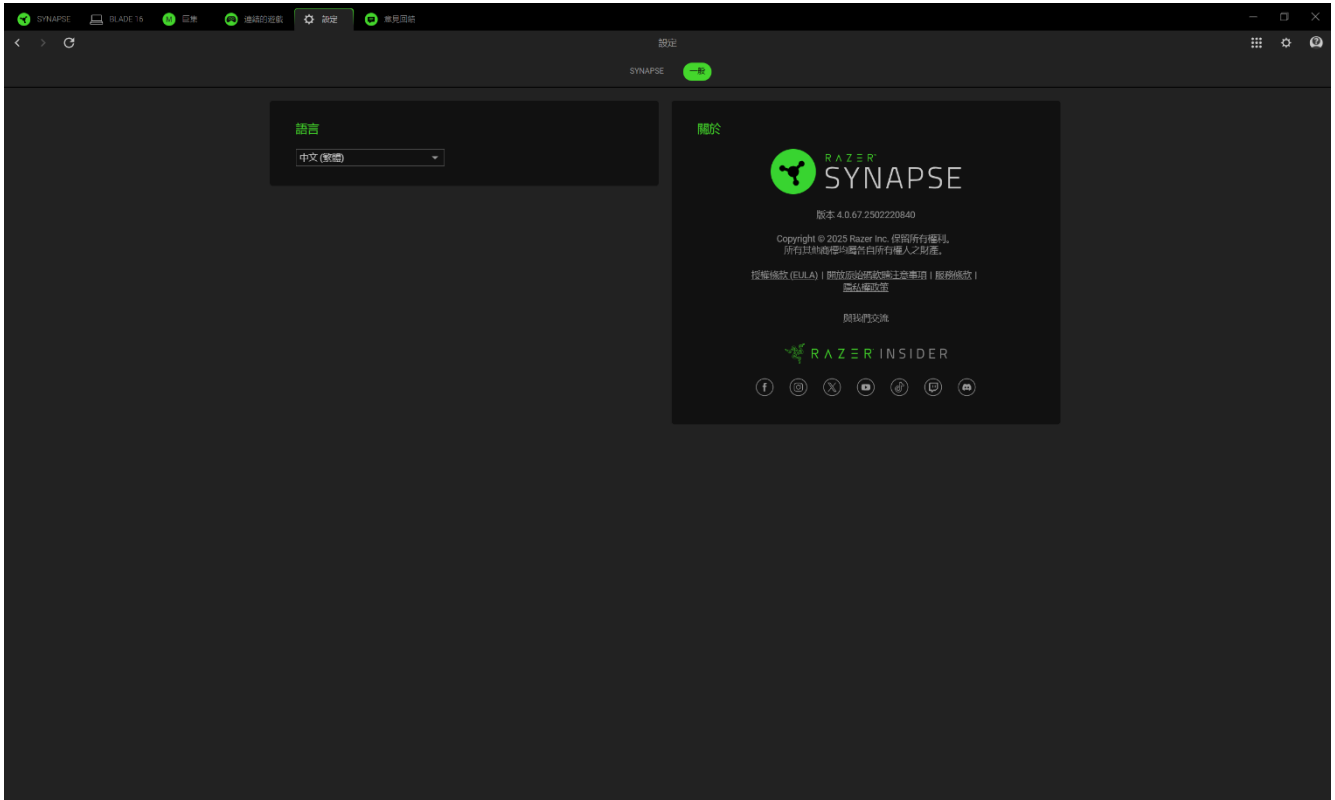 SYNAPSE BLADE 16 M 巨集 連結的遊戲 設定 意見回饋
設定
SYNAPSE 一般
語言
中文 (繁體)
關於
RAZER
SYNAPSE
版本 4.0.67.2502220840
Copyright © 2025 Razer Inc. 保留所有權利。
所有其他商標均屬各自所有權人之財產。
授權條款 (EULA) | 開放原始碼軟體注意事項 | 服務條款 |
隱私權政策
與我們交流
RAZER INSIDER